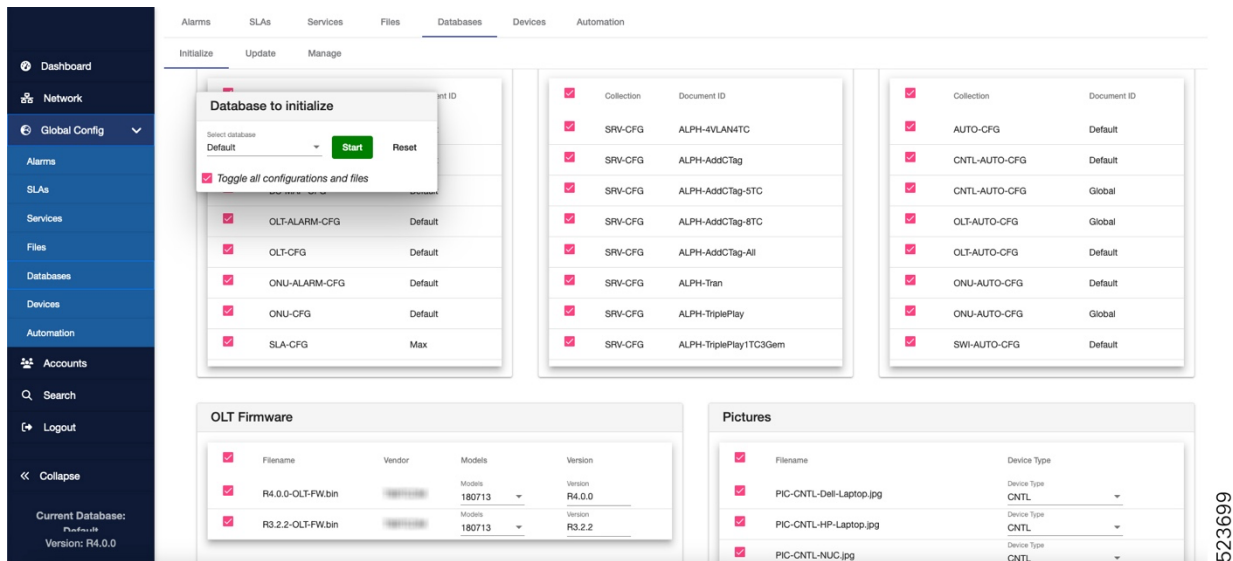 Alarms SLAs Services Files Databases Devices Automation
Initialize Update Manage
Dashboard
Network
Global Config
Alarms
SLAs
Services
Files
Databases
Devices
Automation
Accounts
Search
Logout
Collapse
Current Database:
Default
Version: R4.0.0
Database to initialize
Select database
Default
Start Reset
Toggle all configurations and files
ent ID
Default
OLT-ALARM-CFG Default
OLT-CFG Default
ONU-ALARM-CFG Default
ONU-CFG Default
SLA-CFG Max
Collection Document ID
SRV-CFG ALPH-4VLAN4TC
SRV-CFG ALPH-AddCTag
SRV-CFG ALPH-AddCTag-5TC
SRV-CFG ALPH-AddCTag-8TC
SRV-CFG ALPH-AddCTag-All
SRV-CFG ALPH-Tran
SRV-CFG ALPH-TriplePlay
SRV-CFG ALPH-TriplePlay1TC3Gem
Collection Document ID
AUTO-CFG Default
CNTL-AUTO-CFG Default
CNTL-AUTO-CFG Global
OLT-AUTO-CFG Global
OLT-AUTO-CFG Default
ONU-AUTO-CFG Default
ONU-AUTO-CFG Global
SWI-AUTO-CFG Default
OLT Firmware
Filename Vendor Models Version
Models Version
R4.0.0-OLT-FW.bin 180713 R4.0.0
Models Version
R3.2.2-OLT-FW.bin 180713 R3.2.2
Pictures
Filename Device Type
Device Type
PIC-CNTL-Dell-Laptop.jpg CNTL
Device Type
PIC-CNTL-HP-Laptop.jpg CNTL
Device Type
PIC-CNTL-NUC.jpg CNTL
523699